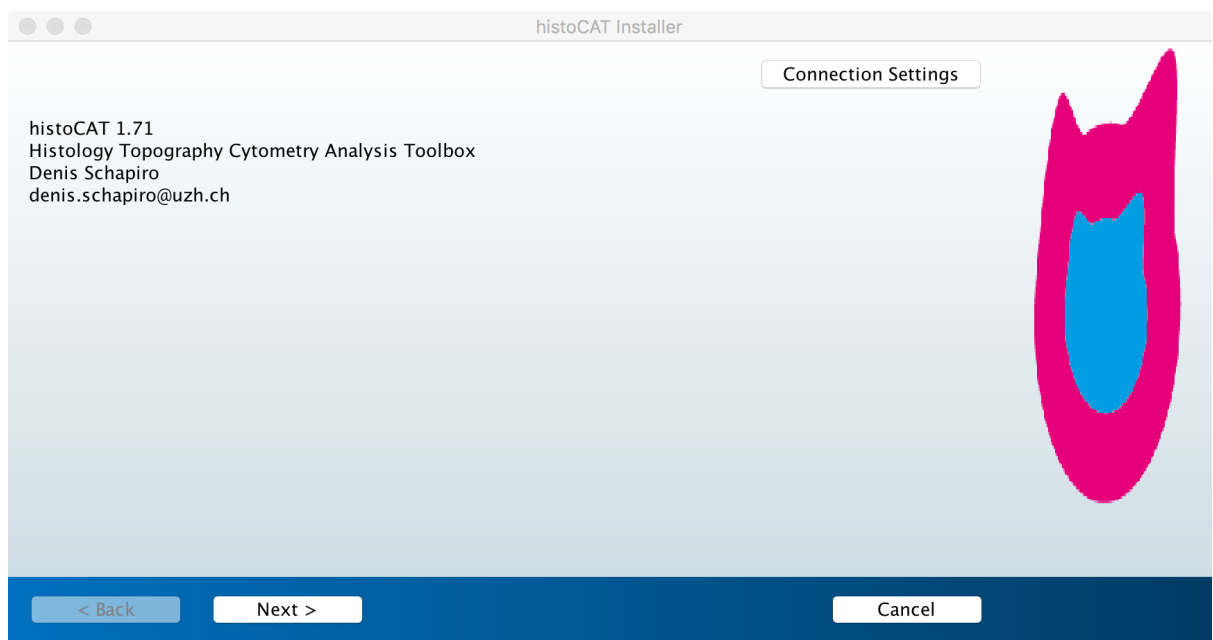 histoCAT Installer
Connection Settings
histoCAT 1.71
Histology Topography Cytometry Analysis Toolbox
Denis Schapiro
denis.schapiro@uzh.ch
< Back
Next >
Cancel